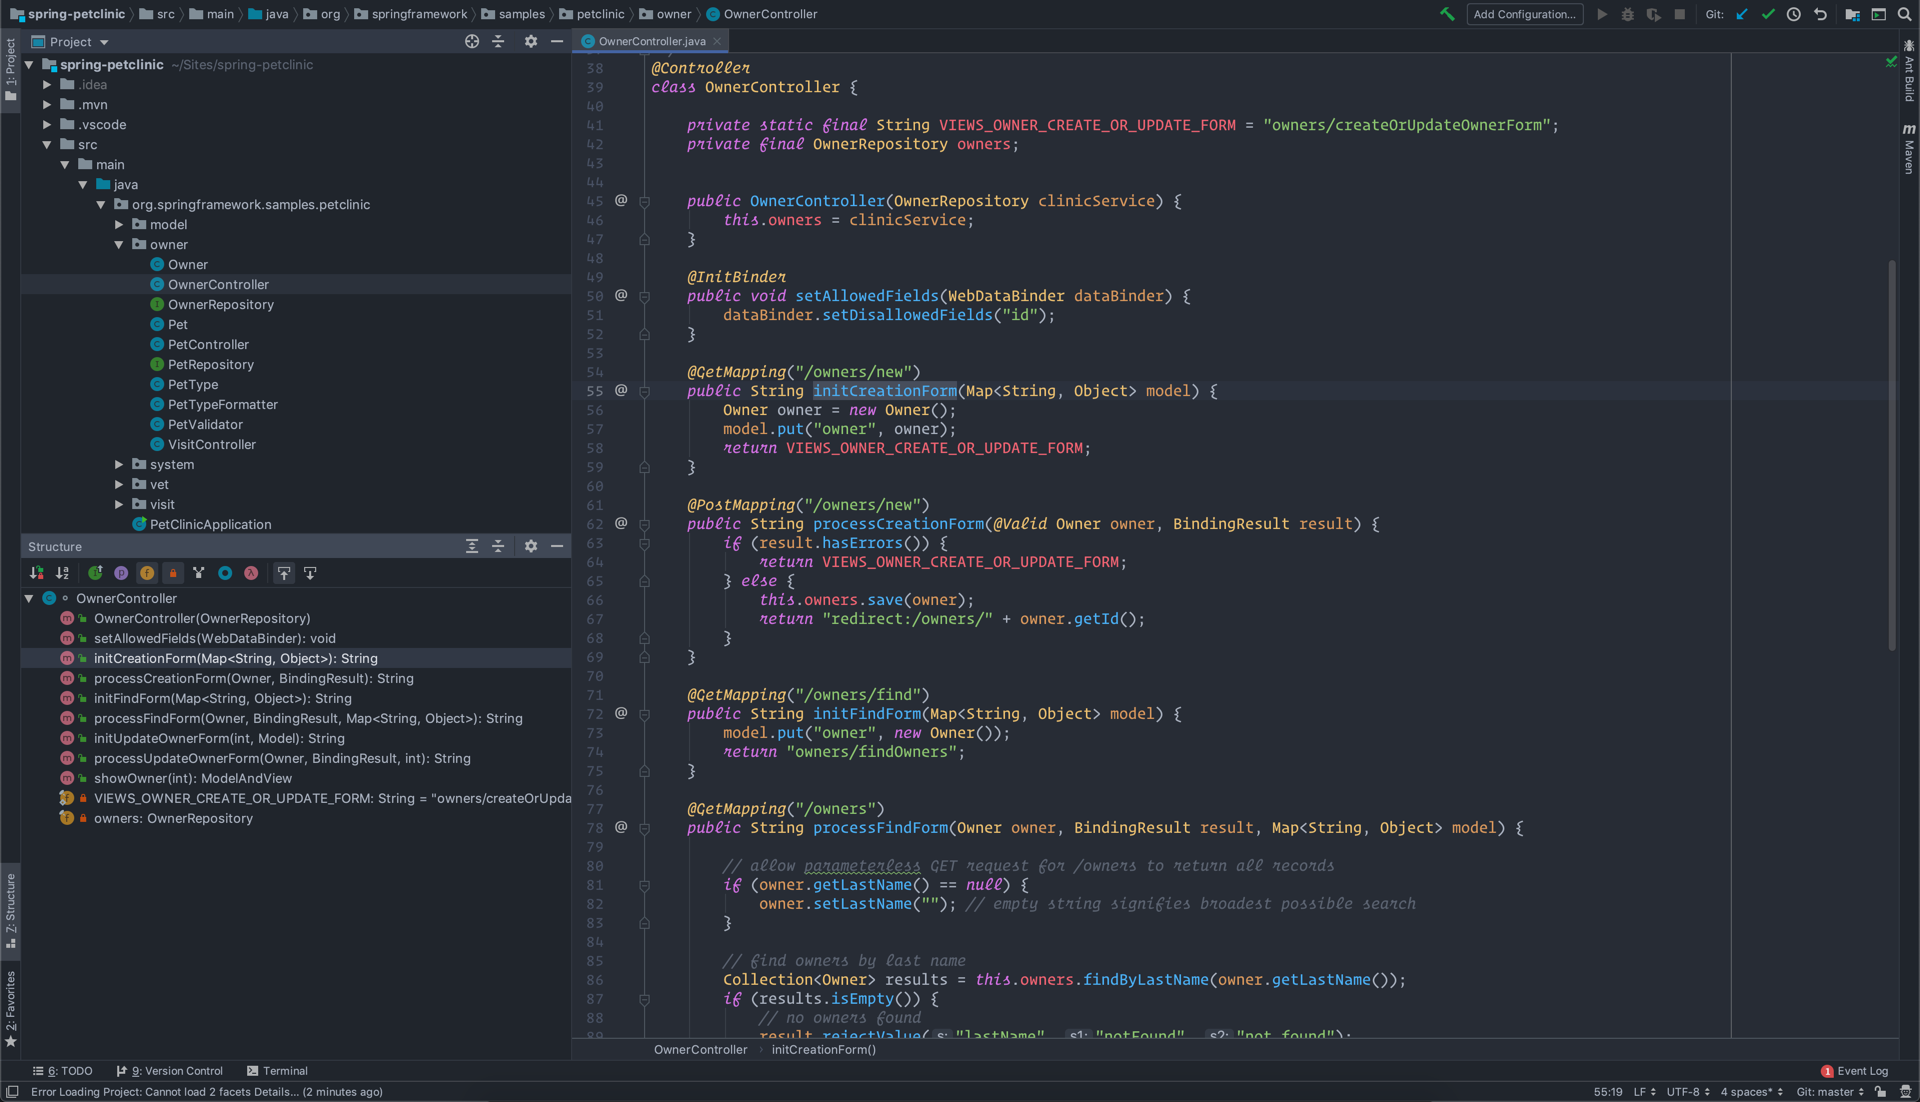 spring-petclinic src main java org springframework samples petclinic owner OwnerController
Add Configuration...
Git:
1: Project
Project
spring-petclinic ~/Sites/spring-petclinic
.idea
.mvn
.vscode
src
main
java
org.springframework.samples.petclinic
model
owner
Owner
OwnerController
OwnerRepository
Pet
PetController
PetRepository
PetType
PetTypeFormatter
PetValidator
VisitController
system
vet
visit
PetClinicApplication
Structure
OwnerController
OwnerController(OwnerRepository)
setAllowedFields(WebDataBinder): void
initCreationForm(Map<String, Object>): String
processCreationForm(Owner, BindingResult): String
initFindForm(Map<String, Object>): String
processFindForm(Owner, BindingResult, Map<String, Object>): String
initUpdateOwnerForm(int, Model): String
processUpdateOwnerForm(Owner, BindingResult, int): String
showOwner(int): ModelAndView
VIEWS_OWNER_CREATE_OR_UPDATE_FORM: String = "owners/createOrUpda
owners: OwnerRepository
Z: Structure
2: Favorites
OwnerController.java
38 @Controller
39 class OwnerController {
40
41 private static final String VIEWS_OWNER_CREATE_OR_UPDATE_FORM = "owners/createOrUpdateOwnerForm";
42 private final OwnerRepository owners;
43
44
45 @ public OwnerController(OwnerRepository clinicService) {
46 this.owners = clinicService;
47 }
48
49 @InitBinder
50 @ public void setAllowedFields(WebDataBinder dataBinder) {
51 dataBinder.setDisallowedFields("id");
52 }
53
54 @GetMapping("/owners/new")
55 @ public String initCreationForm(Map<String, Object> model) {
56 Owner owner = new Owner();
57 model.put("owner", owner);
58 return VIEWS_OWNER_CREATE_OR_UPDATE_FORM;
59 }
60
61 @PostMapping("/owners/new")
62 @ public String processCreationForm(@Valid Owner owner, BindingResult result) {
63 if (result.hasErrors()) {
64 return VIEWS_OWNER_CREATE_OR_UPDATE_FORM;
65 } else {
66 this.owners.save(owner);
67 return "redirect:/owners/" + owner.getId();
68 }
69 }
70
71 @GetMapping("/owners/find")
72 @ public String initFindForm(Map<String, Object> model) {
73 model.put("owner", new Owner());
74 return "owners/findOwners";
75 }
76
77 @GetMapping("/owners")
78 @ public String processFindForm(Owner owner, BindingResult result, Map<String, Object> model) {
79
80 // allow parameterless GET request for /owners to return all records
81 if (owner.getLastName() == null) {
82 owner.setLastName(""); // empty string signifies broadest possible search
83 }
84
85 // find owners by last name
86 Collection<Owner> results = this.owners.findByLastName(owner.getLastName());
87 if (results.isEmpty()) {
88 // no owners found
89 result.rejectValue( s: "lastName", s1: "notFound", s2: "not found");
OwnerController initCreationForm()
Ant Build
m Maven
6: TODO 9: Version Control Terminal
1 Event Log
Error Loading Project: Cannot load 2 facets Details... (2 minutes ago)
55:19 LF UTF-8 4 spaces* Git: master